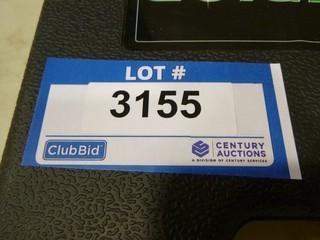 LOT #
3155
ClubBid
CENTURY
AUCTIONS
A DIVISION OF CENTURY SERVICES